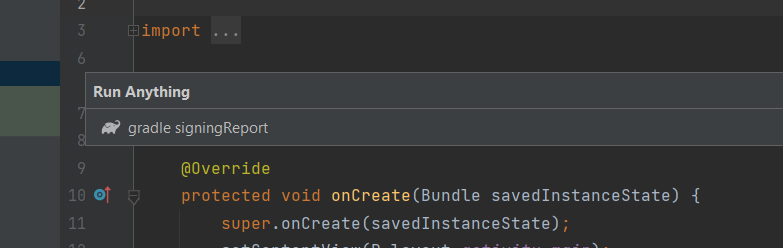 2
3 import ...
6
Run Anything
7
gradle signingReport
8
9 @Override
10 protected void onCreate(Bundle savedInstanceState) {
11 super.onCreate(savedInstanceState);